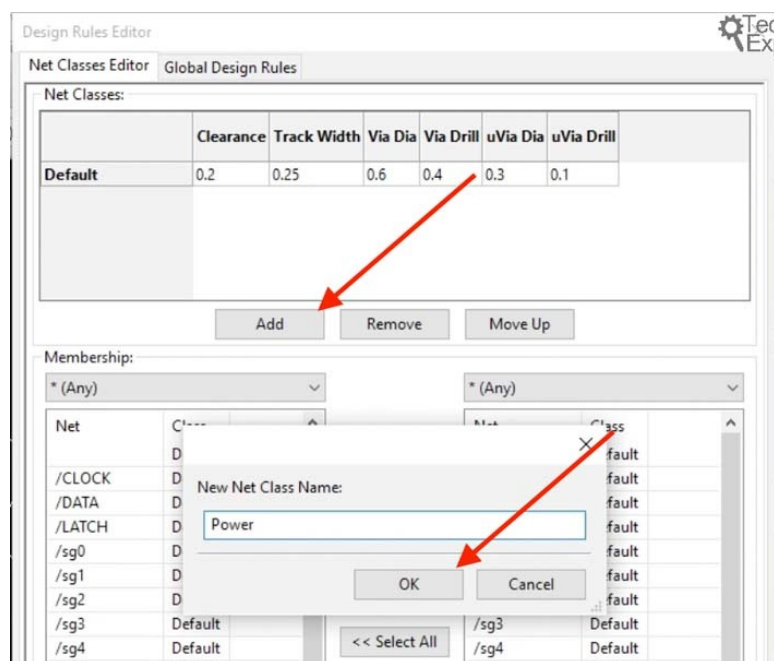 Design Rules Editor
Net Classes Editor Global Design Rules
Net Classes:
Clearance Track Width Via Dia Via Drill uVia Dia uVia Drill
Default 0.2 0.25 0.6 0.4 0.3 0.1
Add Remove Move Up
Membership:
* (Any) * (Any)
Net Class
/CLOCK
/DATA
/LATCH
/sg0
/sg1
/sg2
New Net Class Name:
Power
OK Cancel
/sg3 Default /sg3 Default
/sg4 Default << Select All /sg4 Default